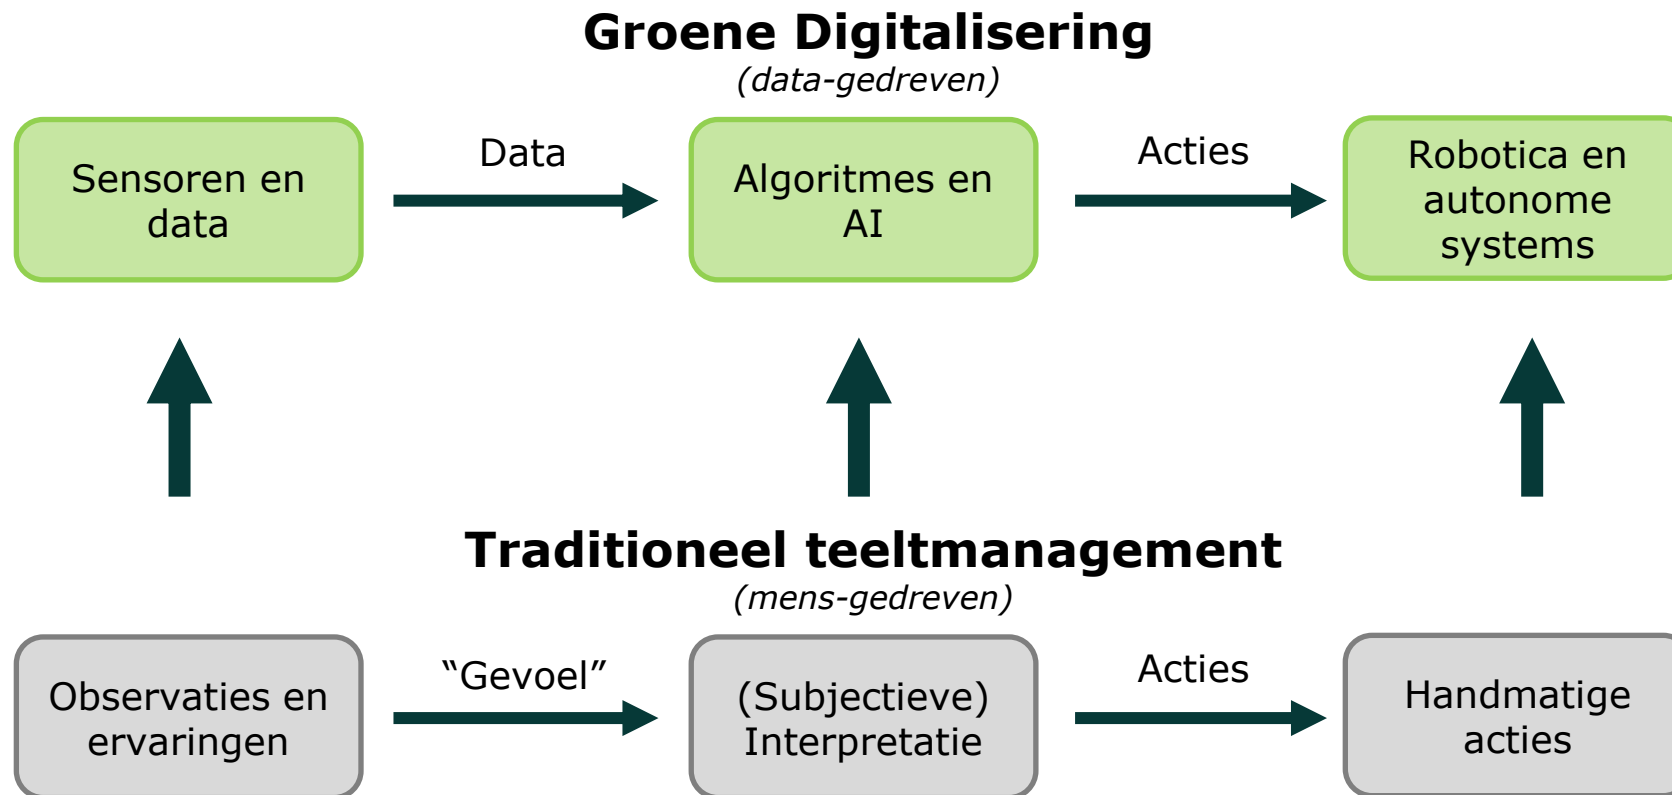 Groene Digitalisering
(data-gedreven)
Sensoren en
data
Data
Algoritmes en
AI
Acties
Robotica en
autonome
systems
Traditioneel teeltmanagement
(mens-gedreven)
Observaties en
ervaringen
“Gevoel”
(Subjectieve)
Interpretatie
Acties
Handmatige
acties